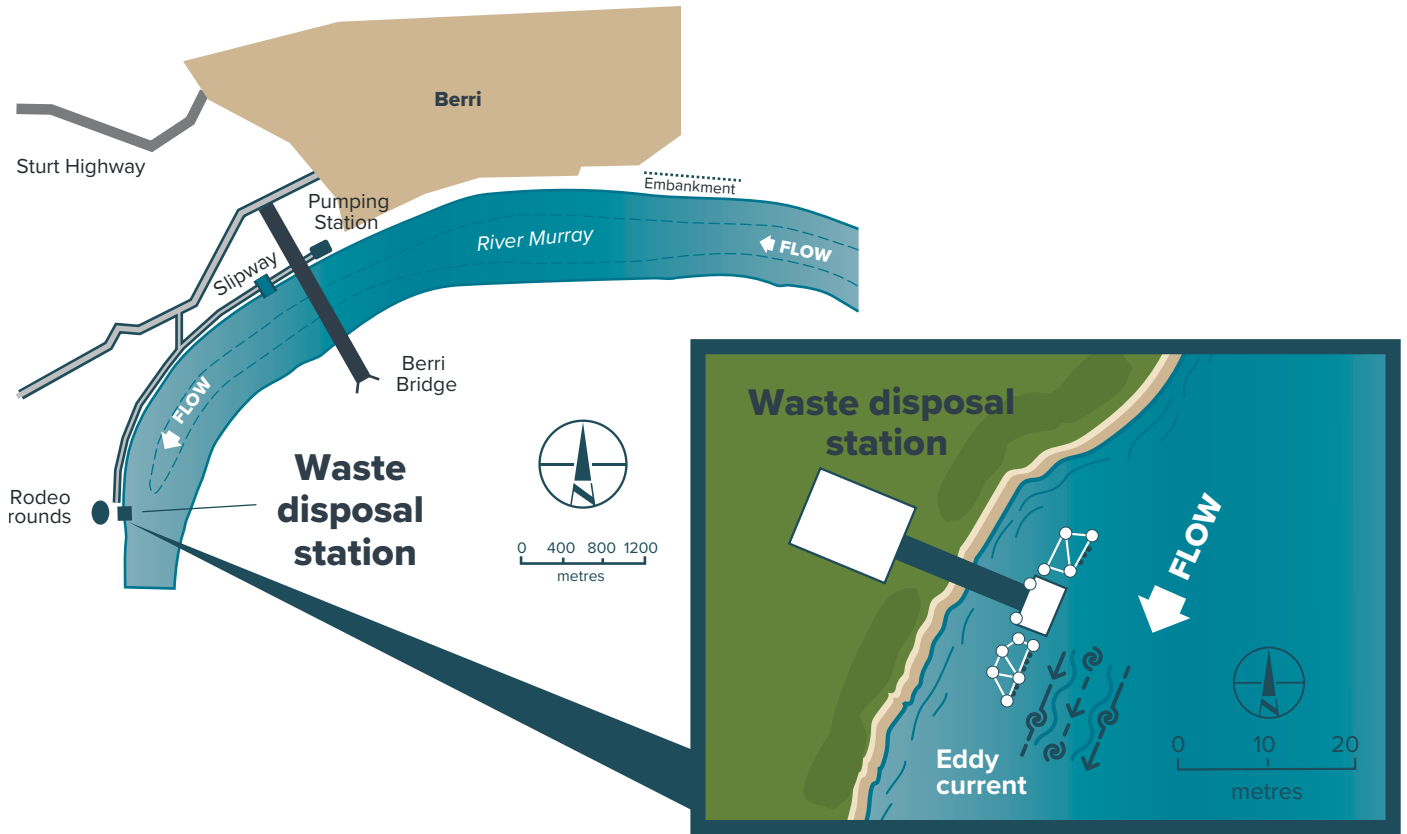 Berri
Sturt Highway
Embankment
Pumping
Station
River Murray
FLOW
Slipway
Berri
Bridge
FLOW
Waste
disposal
station
Rodeo
rounds
0 400 800 1200
metres
Waste disposal
station
FLOW
Eddy
current
0 10 20
metres